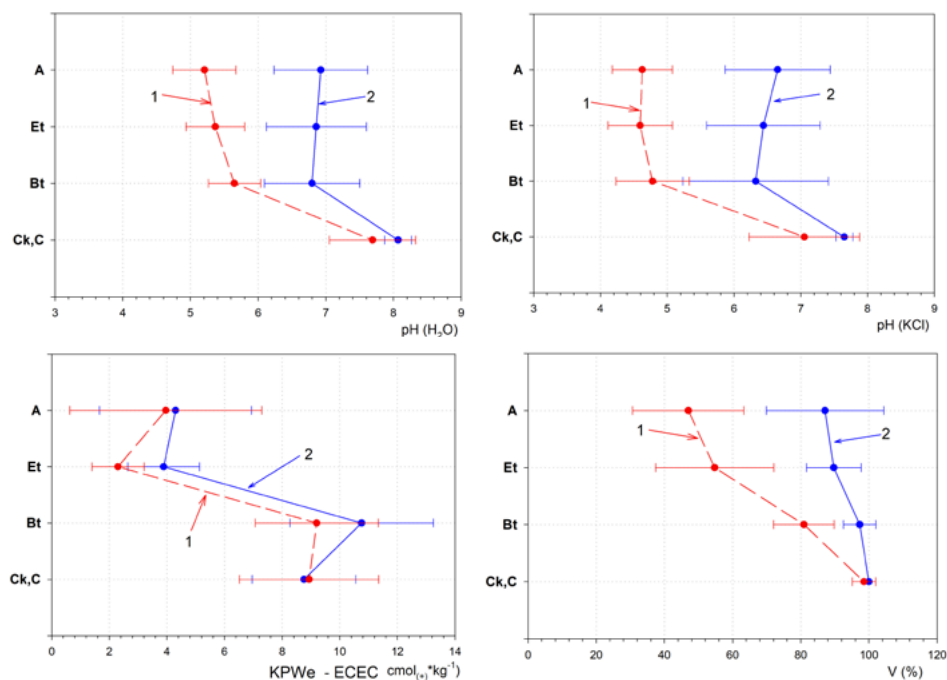 A
Et
Bt
Ck,C
1
2
3 4 5 6 7 8 9
pH (H₂O)
A
Et
Bt
Ck,C
1
2
3 4 5 6 7 8 9
pH (KCl)
A
Et
Bt
Ck,C
2
1
0 2 4 6 8 10 12 14
KPWe - ECEC cmol₍₊₎*kg⁻¹)
A
Et
Bt
Ck,C
1
2
0 20 40 60 80 100 120
V (%)